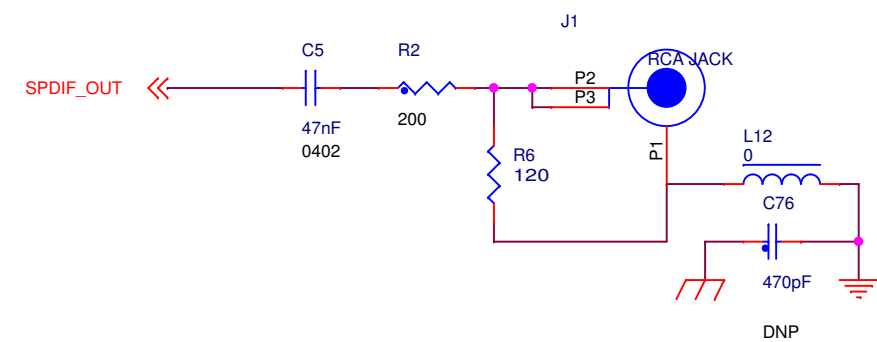 J1
C5
R2
RCA JACK
SPDIF_OUT
P2
P3
47nF
0402
200
R6
120
P1
L12
0
C76
470pF
DNP